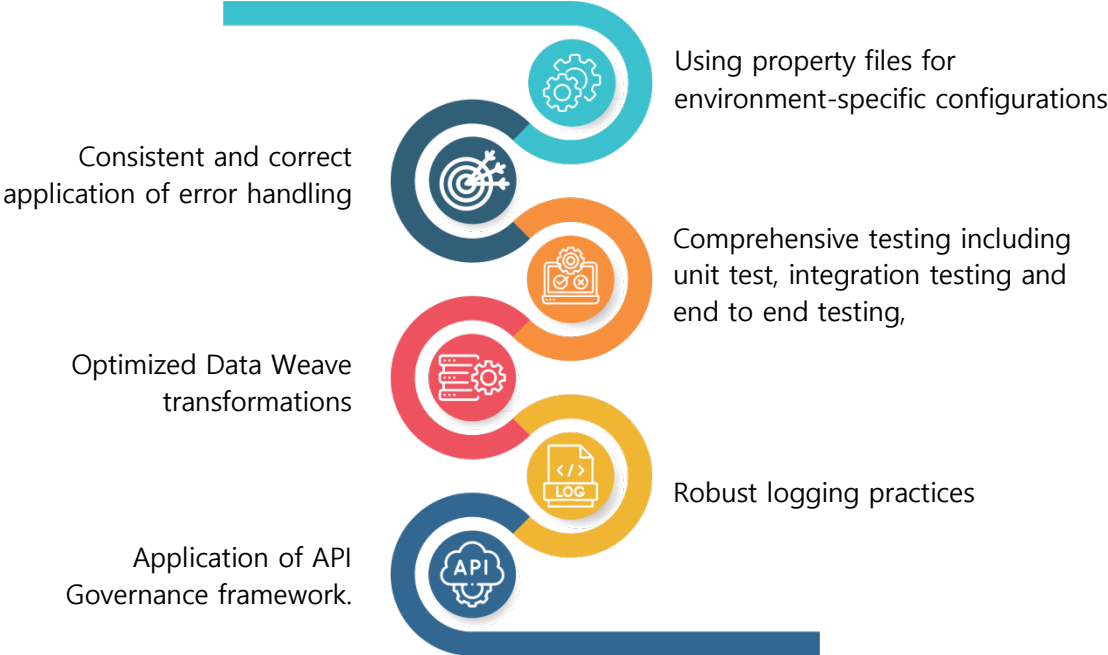 Using property files for
environment-specific configurations
Consistent and correct
application of error handling
Comprehensive testing including
unit test, integration testing and
end to end testing,
Optimized Data Weave
transformations
</>
LOG
Robust logging practices
API
Application of API
Governance framework.